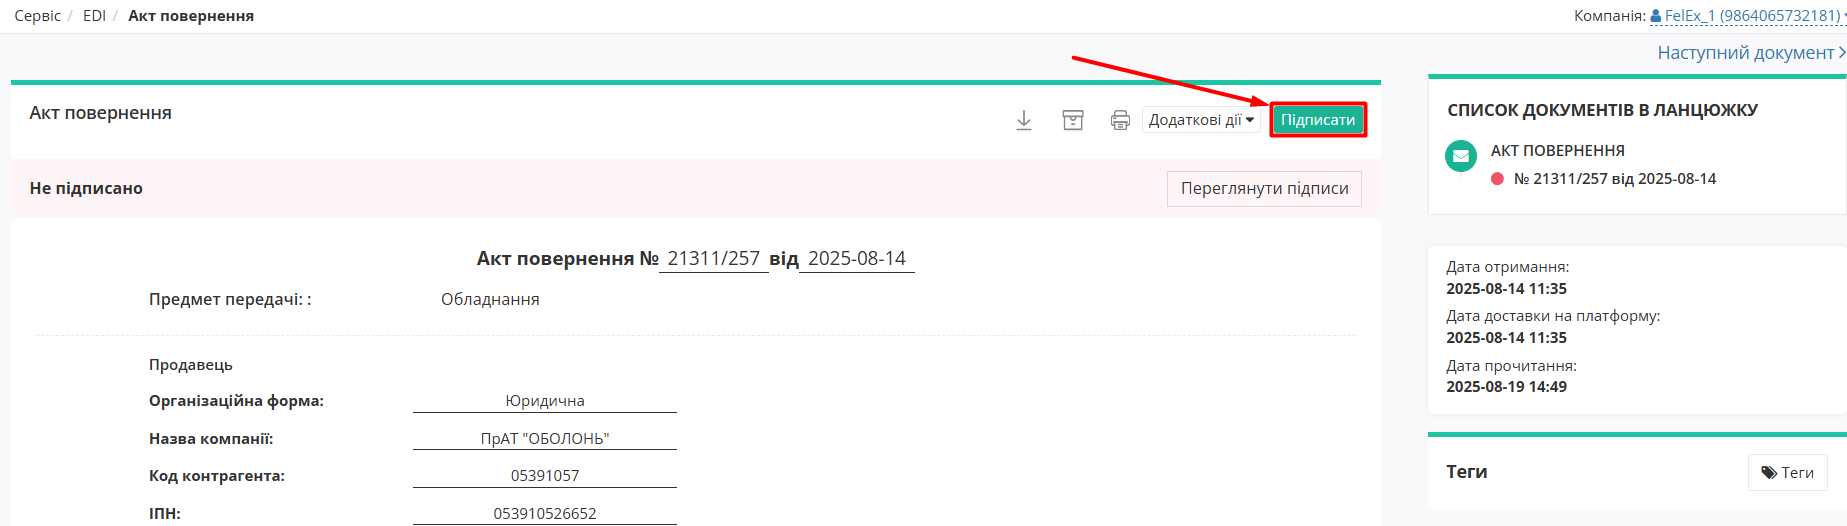 Сервіс / EDI / Акт повернення
Компанія: FelEx_1 (9864065732181)
Наступний документ
Акт повернення
Додаткові дії
Підписати
Не підписано
Переглянути підписи
Акт повернення № 21311/257 від 2025-08-14
Предмет передачі: : Обладнання
Продавець
Організаційна форма: Юридична
Назва компанії: ПрАТ "ОБОЛОНЬ"
Код контрагента: 05391057
ІПН: 053910526652
СПИСОК ДОКУМЕНТІВ В ЛАНЦЮЖКУ
АКТ ПОВЕРНЕННЯ
№ 21311/257 від 2025-08-14
Дата отримання:
2025-08-14 11:35
Дата доставки на платформу:
2025-08-14 11:35
Дата прочитання:
2025-08-19 14:49
Теги
Теги